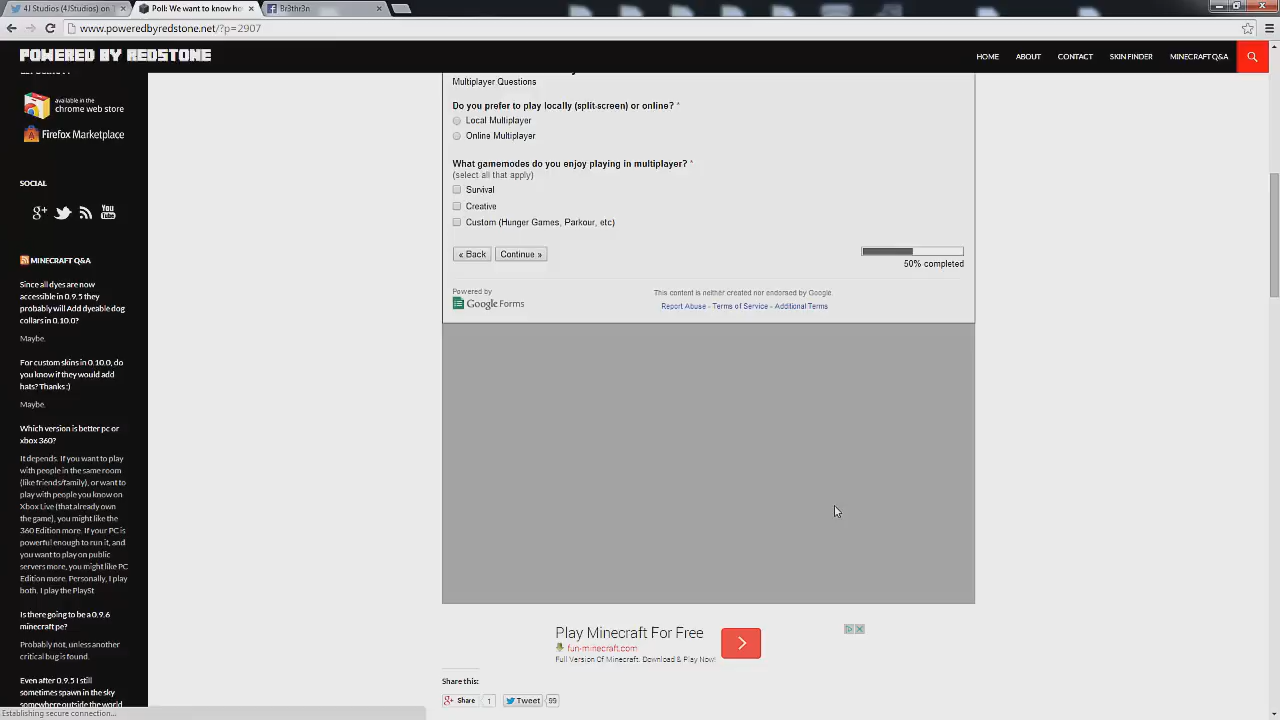 4J Studios (4JStudios) on
Poll: We want to know ho
Br3thr3n
www.poweredbyredstone.net/?p=2907
POWERED BY REDSTONE
HOME
ABOUT
CONTACT
SKIN FINDER
MINECRAFT Q&A
available in the
chrome web store
Firefox Marketplace
SOCIAL
You
Tube
MINECRAFT Q&A
Since all dyes are now
accessible in 0.9.5 they
probably will Add dyeable dog
collars in 0.10.0?
Maybe.
For custom skins in 0.10.0, do
you know if they would add
hats? Thanks :)
Maybe.
Which version is better pc or
xbox 360?
It depends. If you want to play
with people in the same room
(like friends/family), or want to
play with people you know on
Xbox Live (that already own
the game), you might like the
360 Edition more. If your PC is
powerful enough to run it, and
you want to play on public
servers more, you might like PC
Edition more. Personally, I play
both. I play the PlaySt
Is there going to be a 0.9.6
minecraft pe?
Probably not, unless another
critical bug is found.
Even after 0.9.5 I still
sometimes spawn in the sky
somewhere outside the world
Establishing secure connection...
Multiplayer Questions
Do you prefer to play locally (split-screen) or online? *
Local Multiplayer
Online Multiplayer
What gamemodes do you enjoy playing in multiplayer? *
(select all that apply)
Survival
Creative
Custom (Hunger Games, Parkour, etc)
« Back
Continue »
50% completed
Powered by
Google Forms
This content is neither created nor endorsed by Google.
Report Abuse - Terms of Service - Additional Terms
Play Minecraft For Free
fun-minecraft.com
Full Version Of Minecraft. Download & Play Now!
Share this:
Share
1
Tweet
99